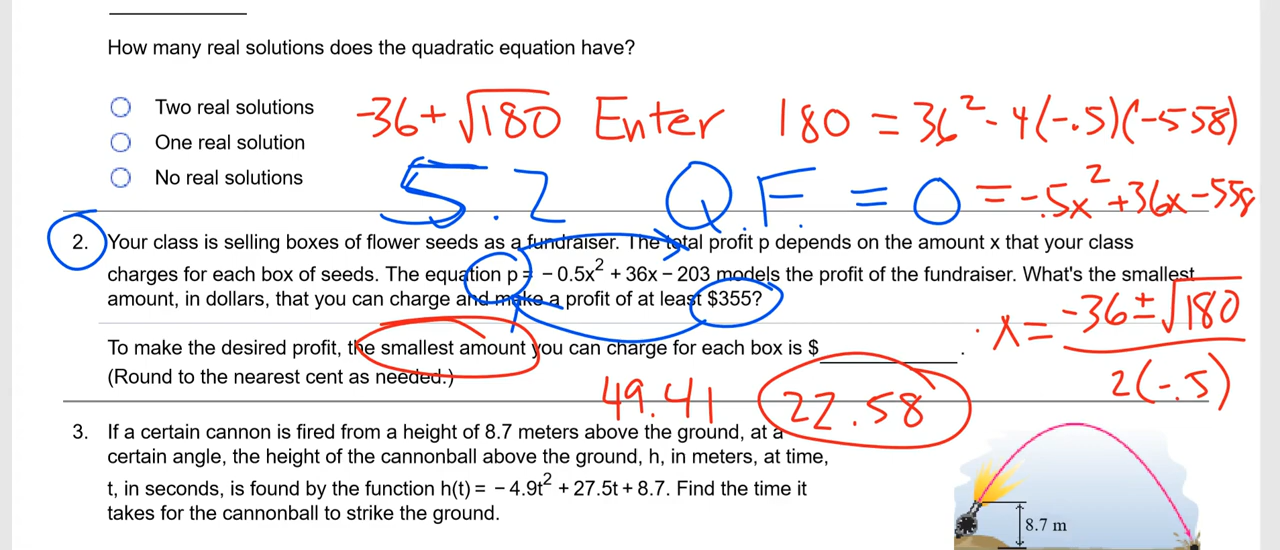 How many real solutions does the quadratic equation have?
Two real solutions
-36+√180 Enter 180 = 36² - 4(-.5)(-558)
One real solution
No real solutions
5.2 Q.F. = 0 = -.5x² +36x-558
2. Your class is selling boxes of flower seeds as a fundraiser. The total profit p depends on the amount x that your class
charges for each box of seeds. The equation p = − 0.5x² + 36x − 203 models the profit of the fundraiser. What's the smallest
amount, in dollars, that you can charge and make a profit of at least $355?
x = -36 ± √180
2(-.5)
To make the desired profit, the smallest amount you can charge for each box is $ .
(Round to the nearest cent as needed.)
49.41 22.58
3. If a certain cannon is fired from a height of 8.7 meters above the ground, at a
certain angle, the height of the cannonball above the ground, h, in meters, at time,
t, in seconds, is found by the function h(t) = − 4.9t² + 27.5t + 8.7. Find the time it
takes for the cannonball to strike the ground.
8.7 m